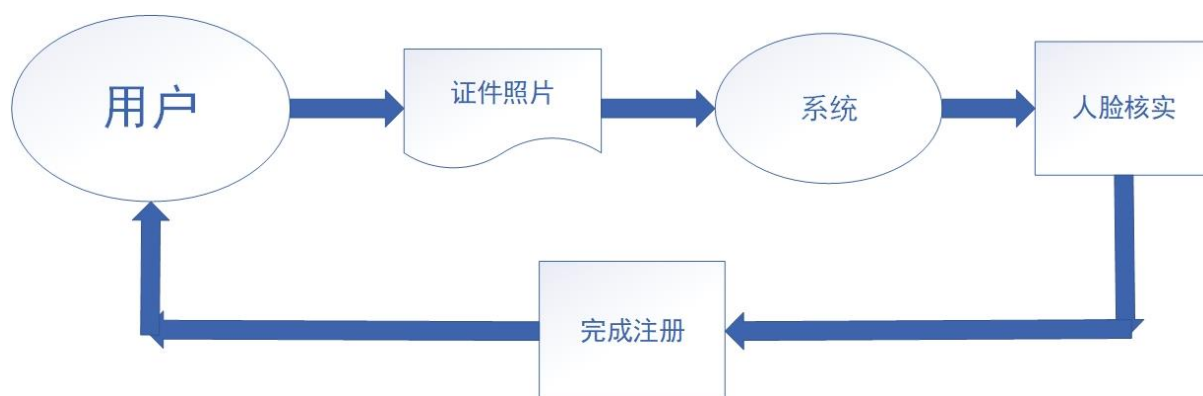 用户
证件照片
系统
人脸核实
完成注册